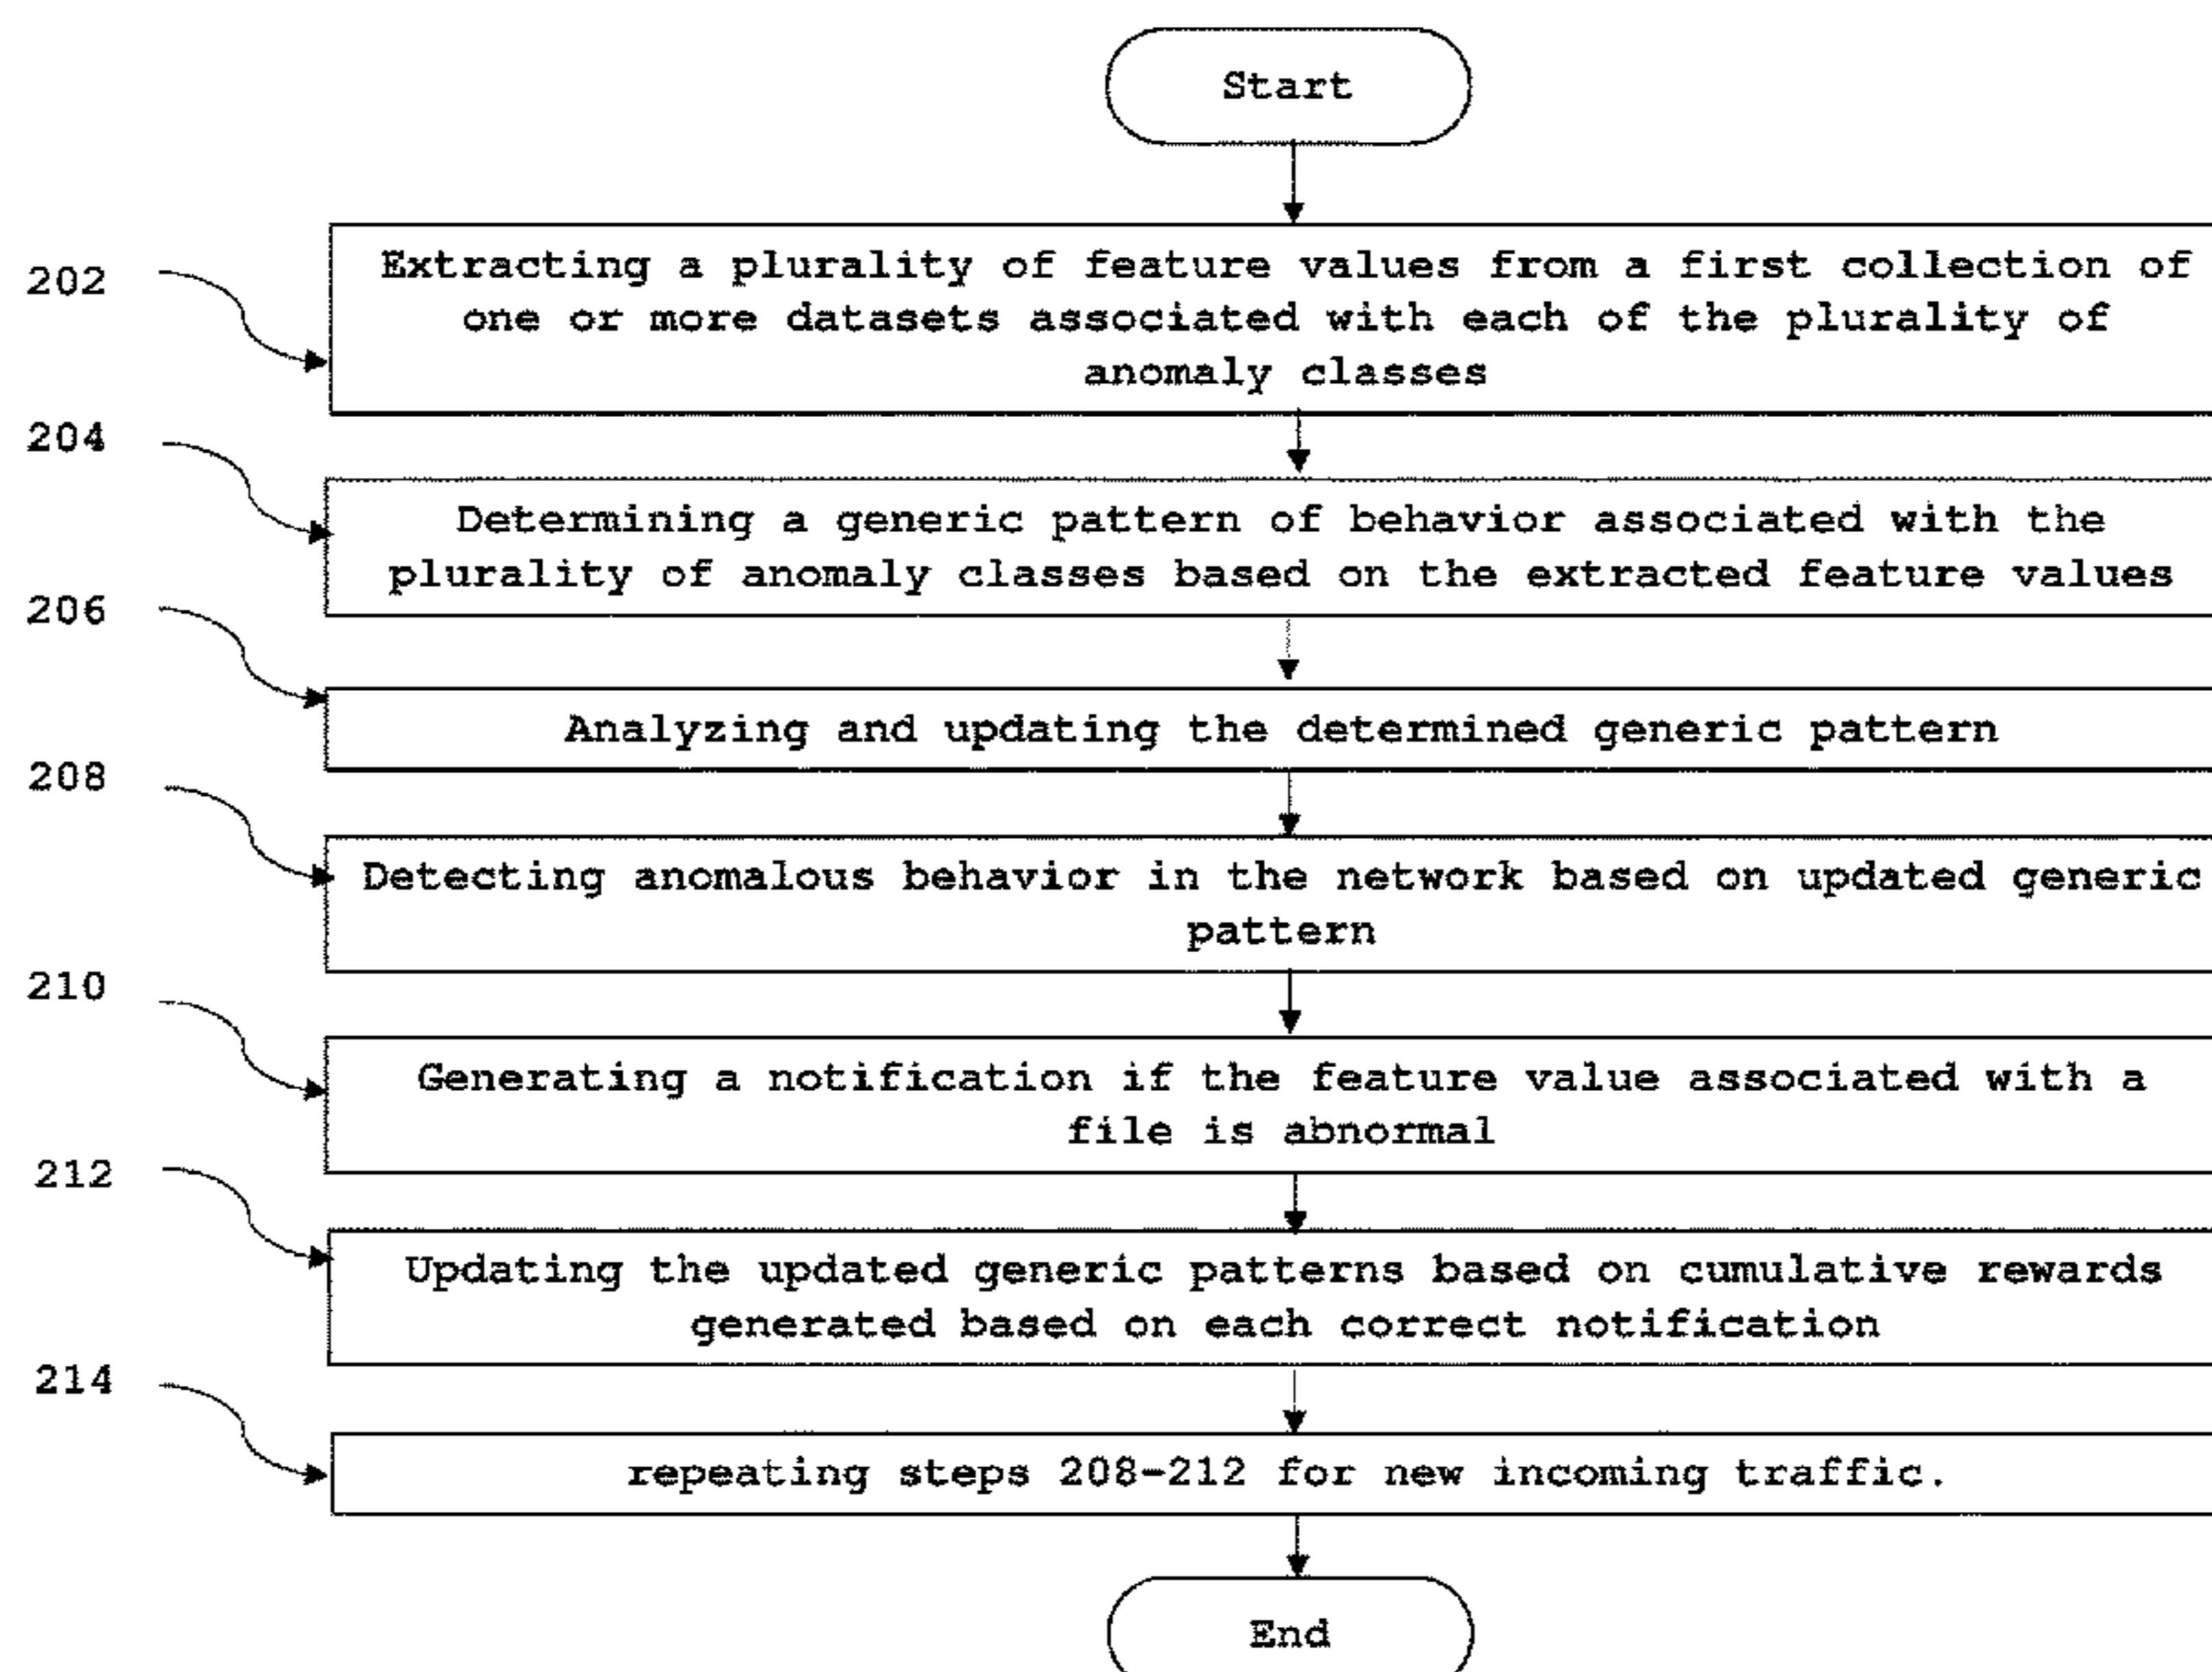 Start
202
Extracting a plurality of feature values from a first collection of
one or more datasets associated with each of the plurality of
anomaly classes
204
Determining a generic pattern of behavior associated with the
plurality of anomaly classes based on the extracted feature values
206
Analyzing and updating the determined generic pattern
208
Detecting anomalous behavior in the network based on updated generic
pattern
210
Generating a notification if the feature value associated with a
file is abnormal
212
Updating the updated generic patterns based on cumulative rewards
generated based on each correct notification
214
repeating steps 208-212 for new incoming traffic.
End